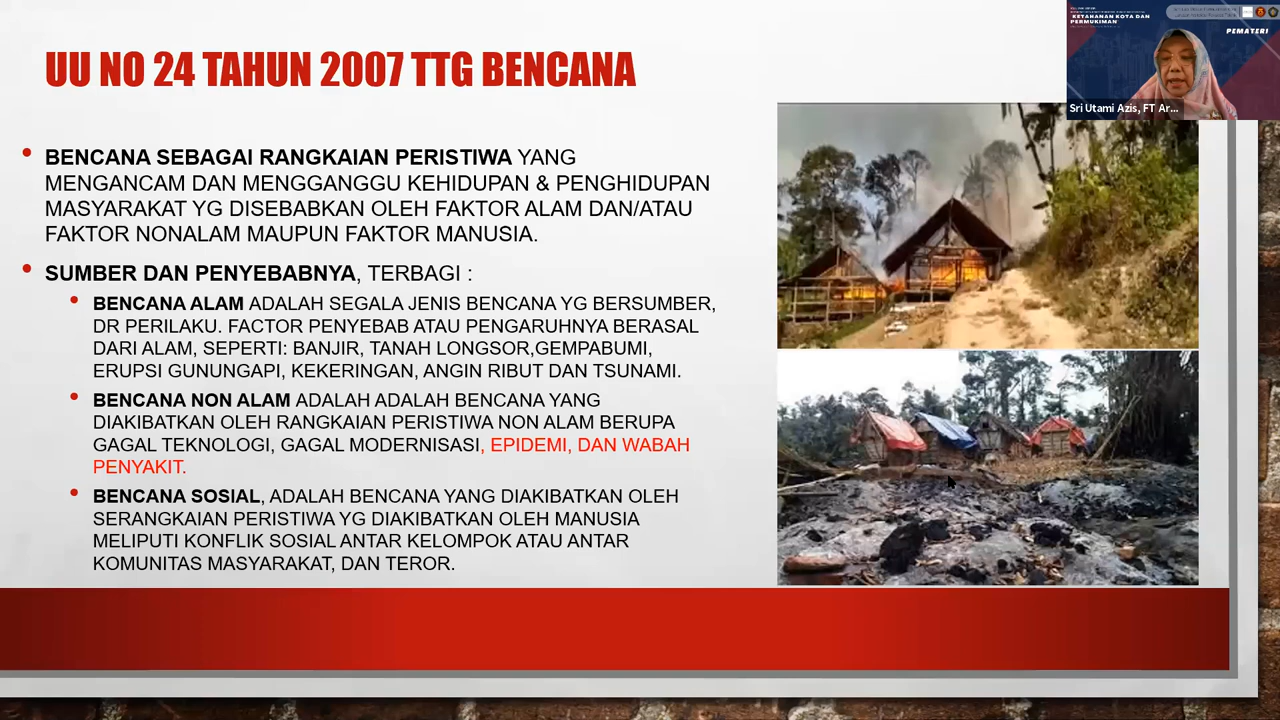 UU NO 24 TAHUN 2007 TTG BENCANA
BENCANA SEBAGAI RANGKAIAN PERISTIWA YANG
MENGANCAM DAN MENGGANGGU KEHIDUPAN & PENGHIDUPAN
MASYARAKAT YG DISEBABKAN OLEH FAKTOR ALAM DAN/ATAU
FAKTOR NONALAM MAUPUN FAKTOR MANUSIA.
SUMBER DAN PENYEBABNYA, TERBAGI :
BENCANA ALAM ADALAH SEGALA JENIS BENCANA YG BERSUMBER,
DR PERILAKU. FACTOR PENYEBAB ATAU PENGARUHNYA BERASAL
DARI ALAM, SEPERTI: BANJIR, TANAH LONGSOR,GEMPABUMI,
ERUPSI GUNUNGAPI, KEKERINGAN, ANGIN RIBUT DAN TSUNAMI.
BENCANA NON ALAM ADALAH ADALAH BENCANA YANG
DIAKIBATKAN OLEH RANGKAIAN PERISTIWA NON ALAM BERUPA
GAGAL TEKNOLOGI, GAGAL MODERNISASI, EPIDEMI, DAN WABAH
PENYAKIT.
BENCANA SOSIAL, ADALAH BENCANA YANG DIAKIBATKAN OLEH
SERANGKAIAN PERISTIWA YG DIAKIBATKAN OLEH MANUSIA
MELIPUTI KONFLIK SOSIAL ANTAR KELOMPOK ATAU ANTAR
KOMUNITAS MASYARAKAT, DAN TEROR.
KETAHANAN KOTA DAN
PERMUKIMAN
PEMATERI
Sri Utami Azis, FT Ar...